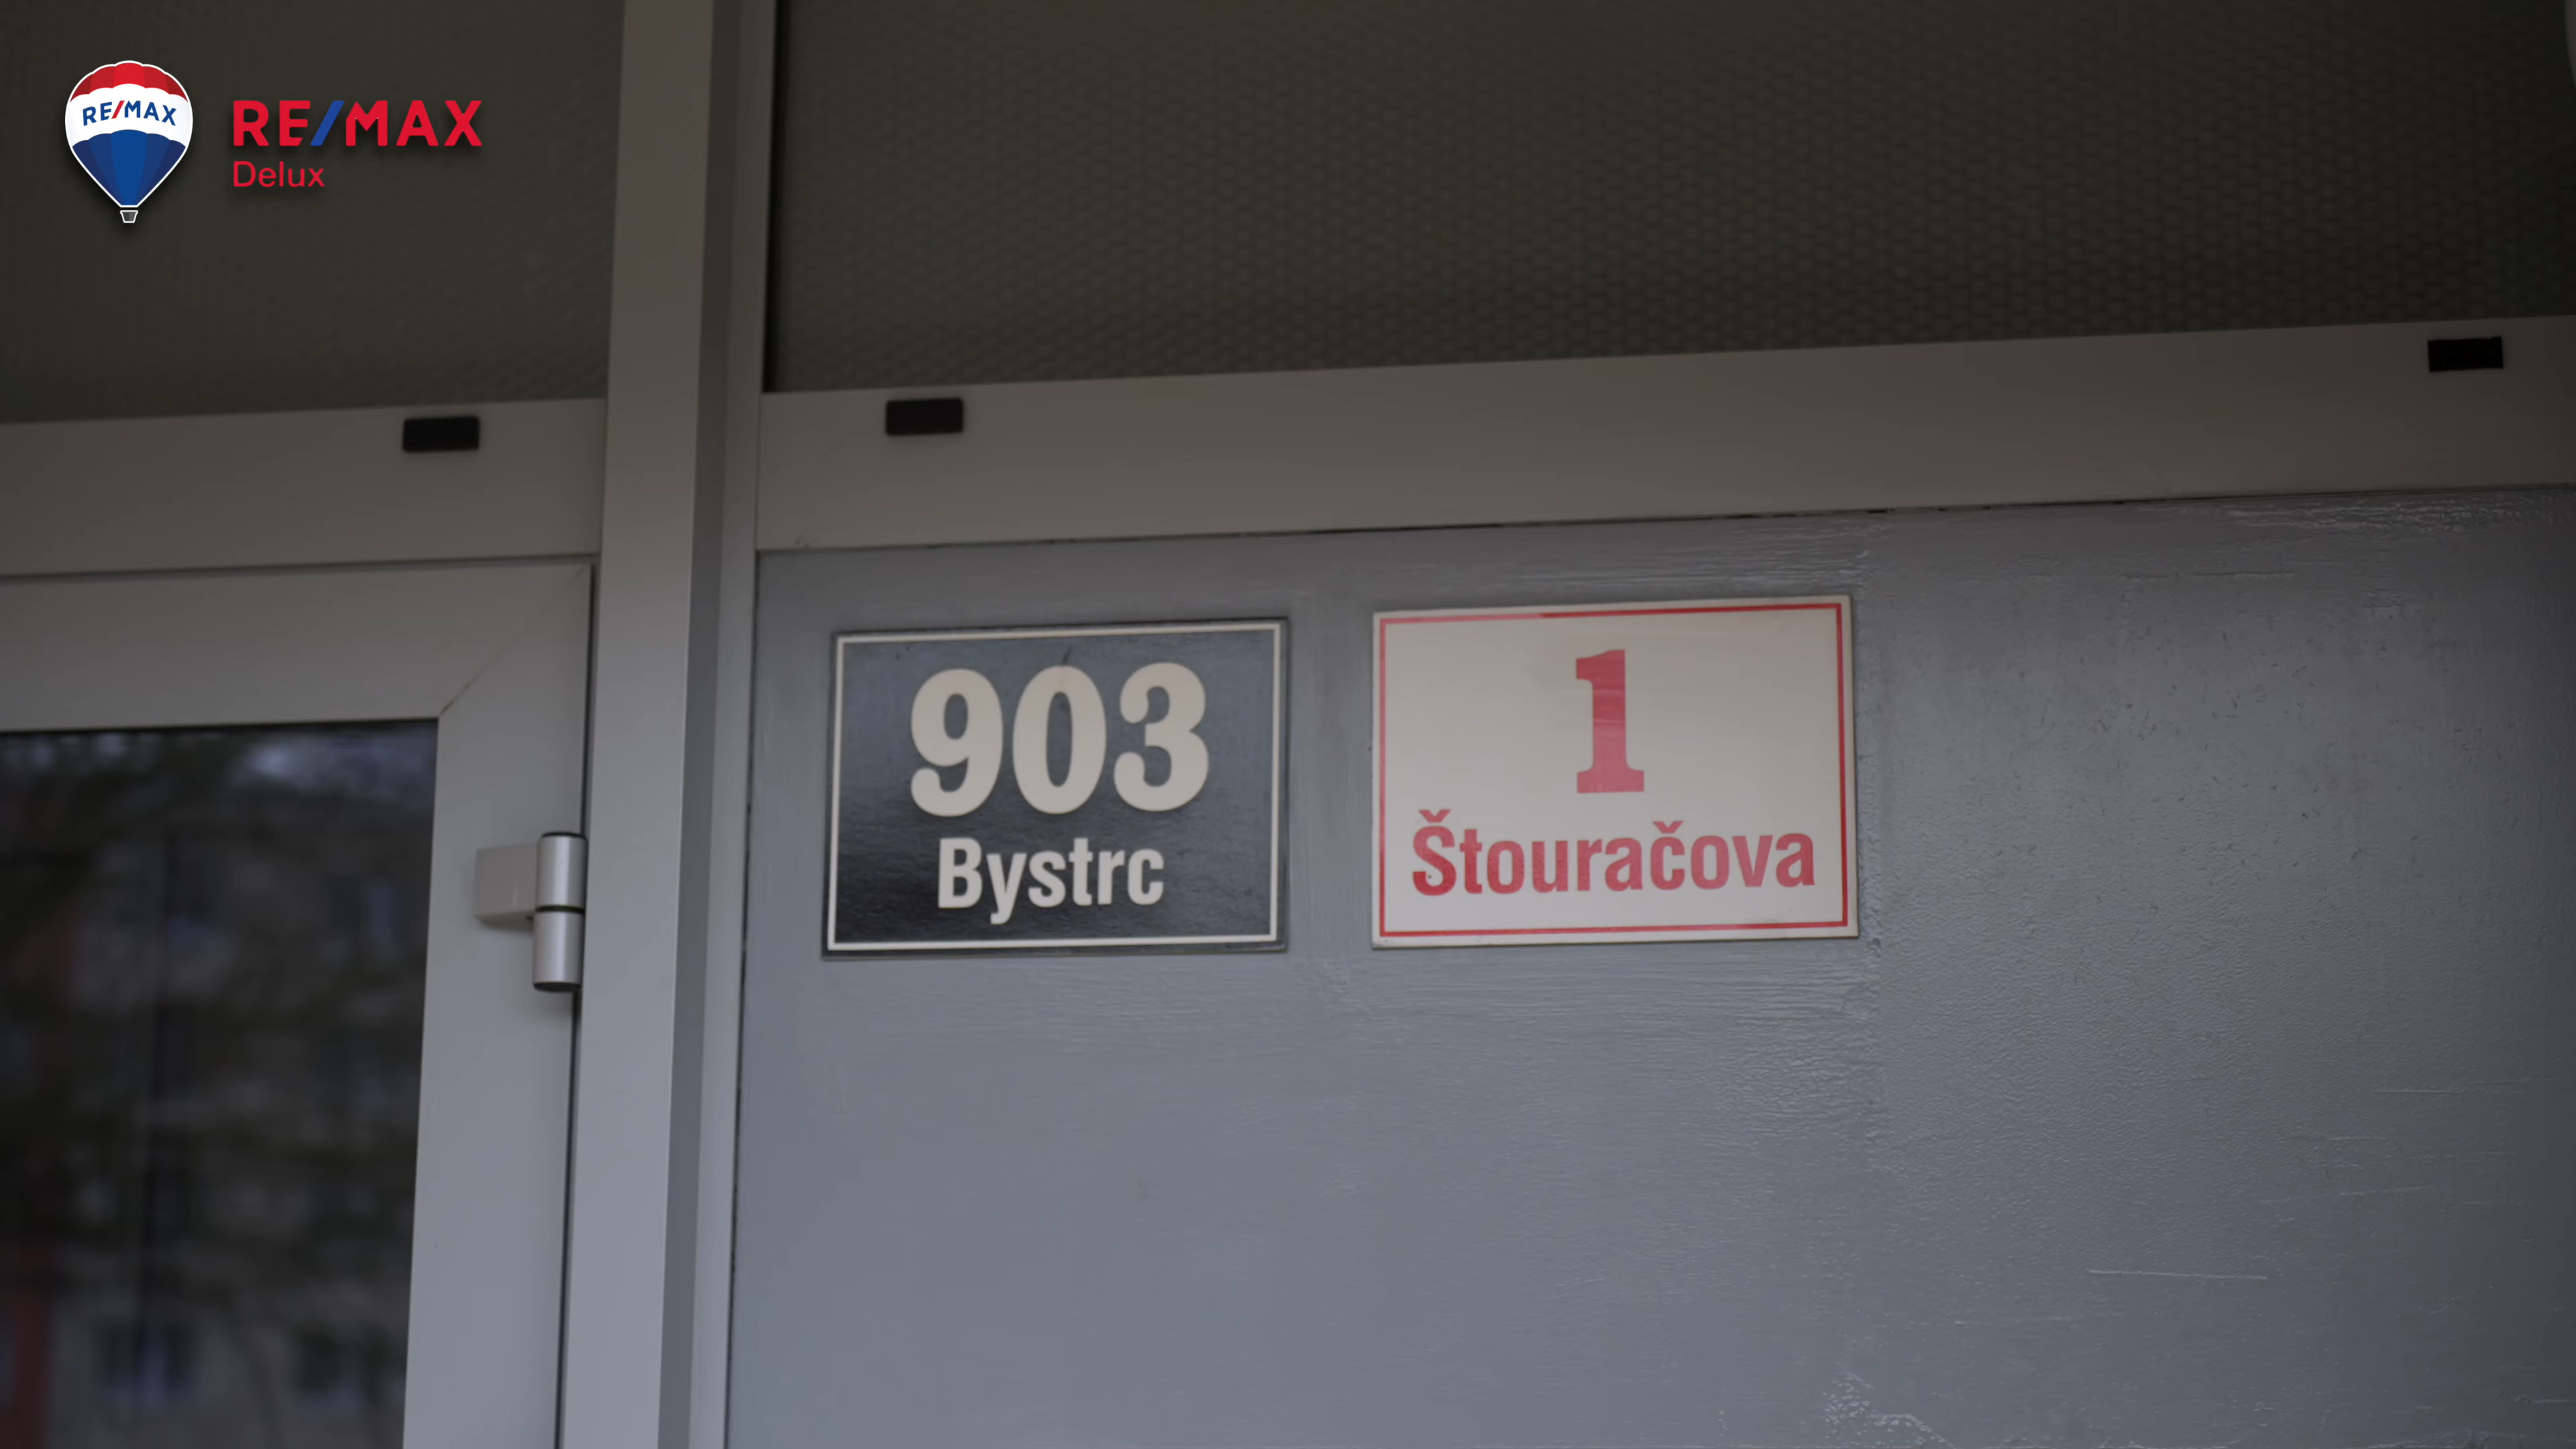 RE/MAX
RE/MAX
Delux
903
Bystrc
1
Štouračova